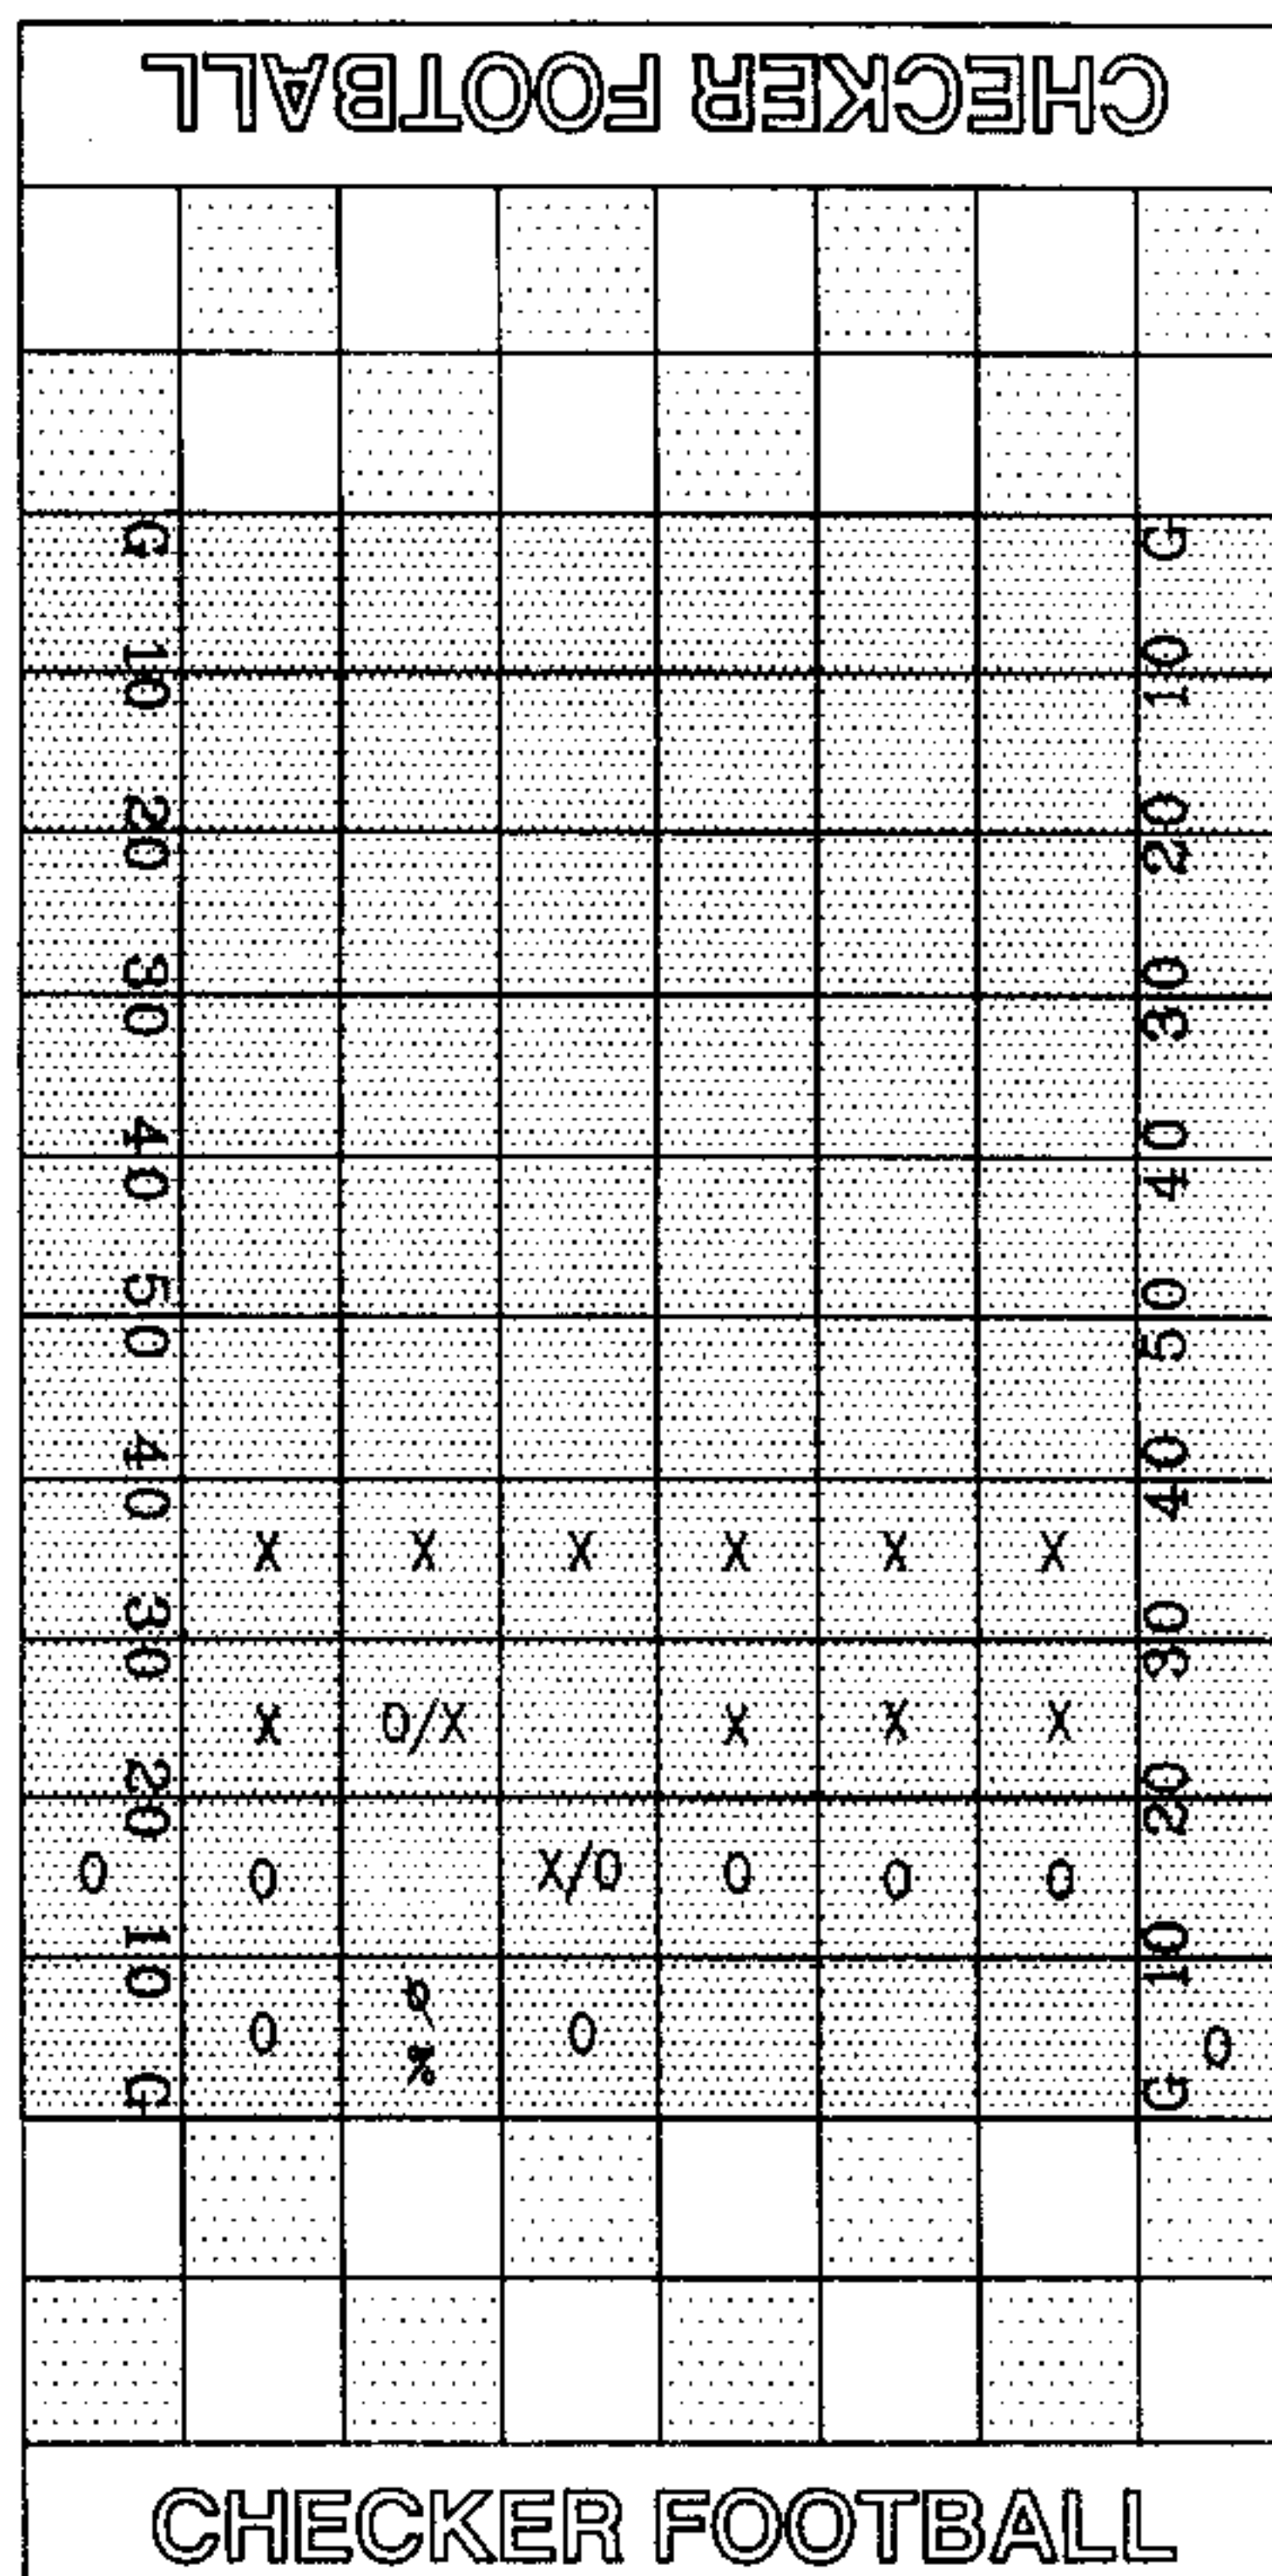 CHECKER FOOTBALL
G G
10 10
20 20
30 30
40 40
50 50
40 40
X X X X X X
30 30
X O/X X X X
20 20
O O X/O O O O
10 10
O O O
G G
CHECKER FOOTBALL